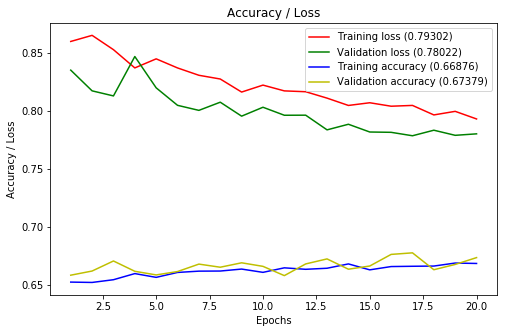 Accuracy / Loss
Training loss (0.79302)
Validation loss (0.78022)
Training accuracy (0.66876)
Validation accuracy (0.67379)
Accuracy / Loss
0.85
0.80
0.75
0.70
0.65
2.5 5.0 7.5 10.0 12.5 15.0 17.5 20.0
Epochs